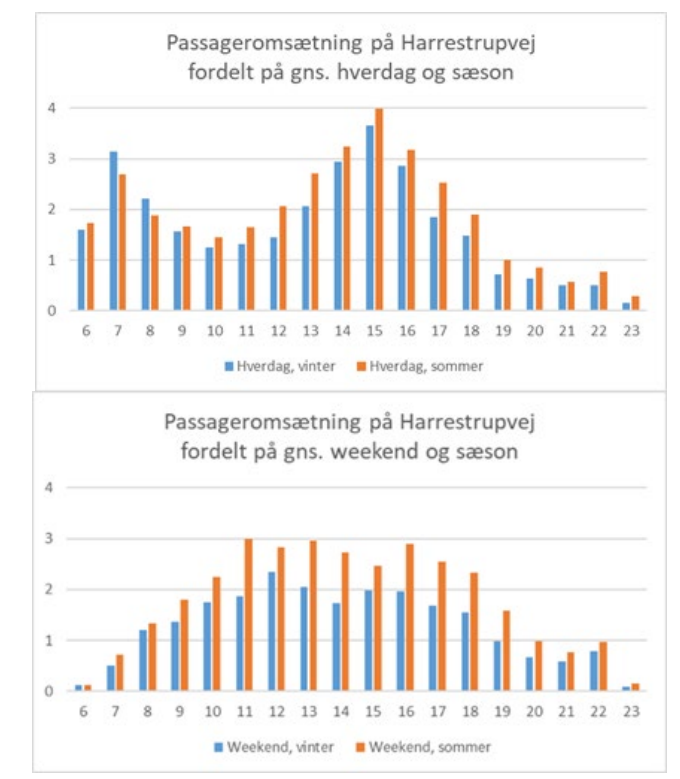 Passageromsætning på Harrestrupvej
fordelt på gns. hverdag og sæson
4
3
2
1
0
6 7 8 9 10 11 12 13 14 15 16 17 18 19 20 21 22 23
Hverdag, vinter Hverdag, sommer
Passageromsætning på Harrestrupvej
fordelt på gns. weekend og sæson
4
3
2
1
0
6 7 8 9 10 11 12 13 14 15 16 17 18 19 20 21 22 23
Weekend, vinter Weekend, sommer